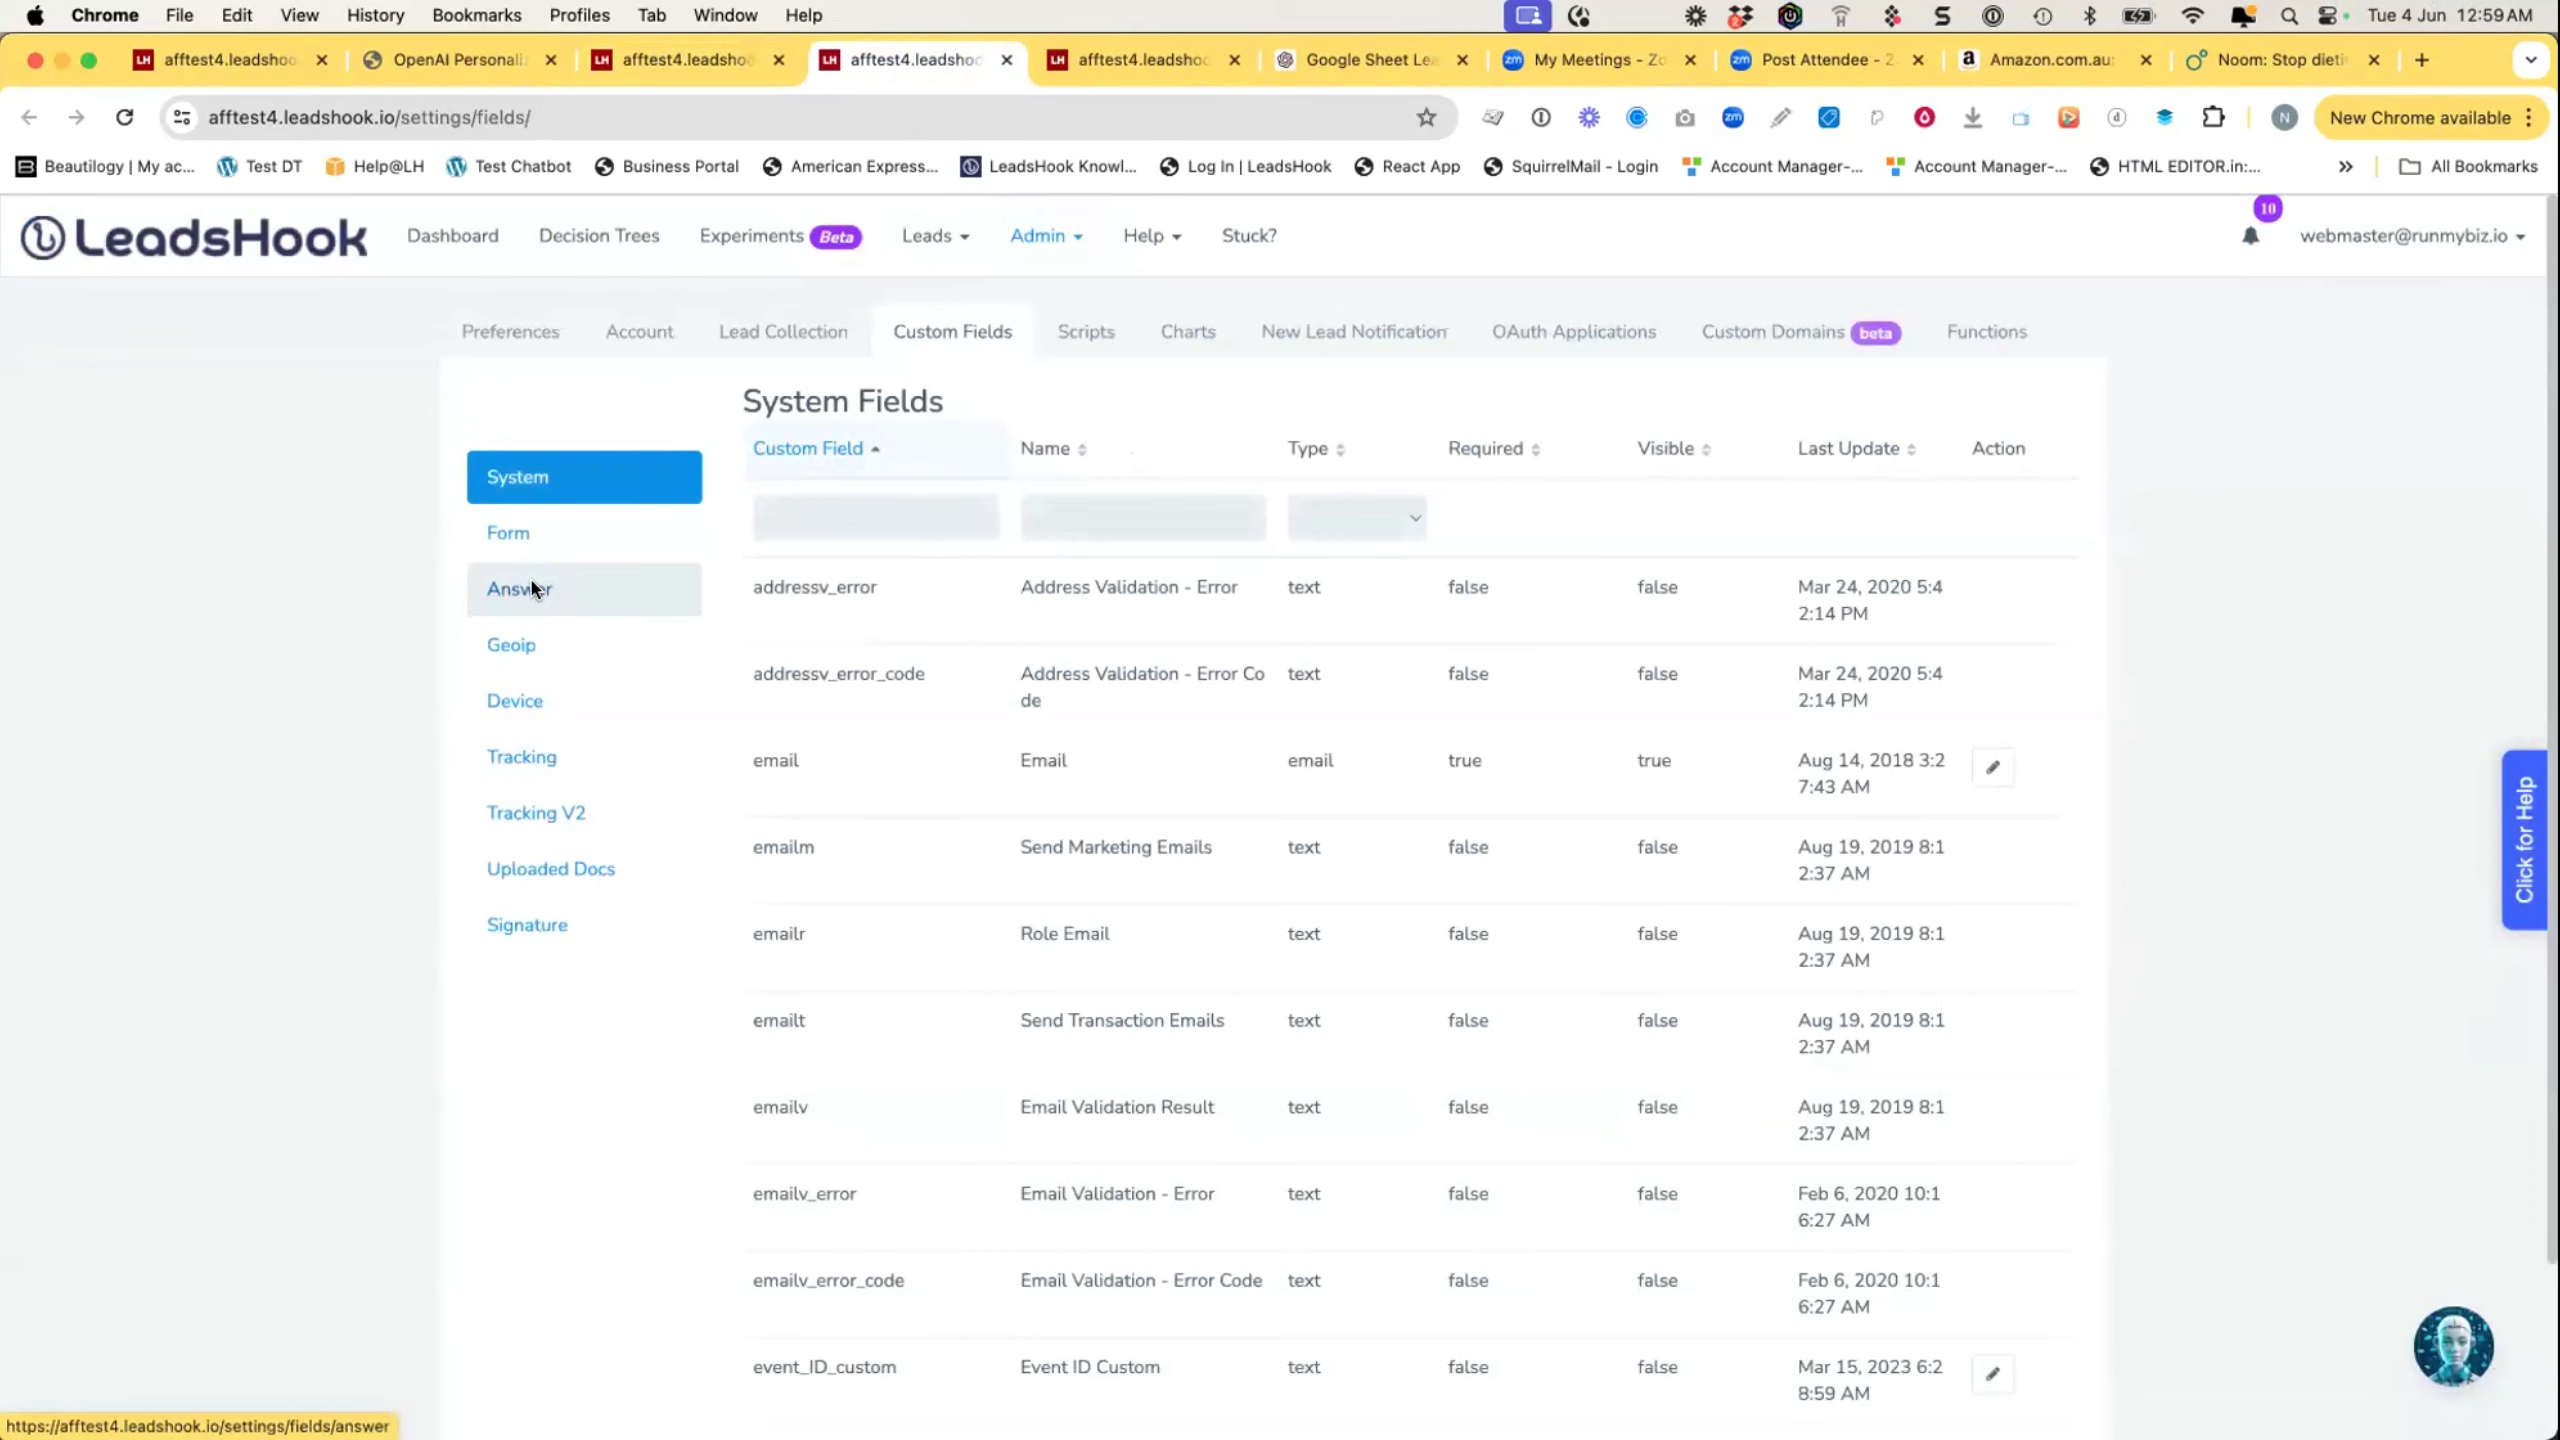 Chrome File Edit View History Bookmarks Profiles Tab Window Help Tue 4 Jun 12:59 AM
LH afftest4.leadshoo OpenAI Personali LH afftest4.leadshoo LH afftest4.leadshoo LH afftest4.leadshoo Google Sheet Lea zm My Meetings - Zo zm Post Attendee - Z a Amazon.com.au: Noom: Stop dieti
afftest4.leadshook.io/settings/fields/ zm N New Chrome available
B Beautilogy | My ac... Test DT Help@LH Test Chatbot Business Portal American Express... LeadsHook Knowl... Log In | LeadsHook React App SquirrelMail - Login Account Manager-... Account Manager-... HTML EDITOR.in:... » All Bookmarks
LeadsHook Dashboard Decision Trees Experiments Beta Leads Admin Help Stuck? 10 webmaster@runmybiz.io
Preferences Account Lead Collection Custom Fields Scripts Charts New Lead Notification OAuth Applications Custom Domains beta Functions
System Fields
Custom Field Name Type Required Visible Last Update Action
System
Form
Answer
Geoip
Device
Tracking
Tracking V2
Uploaded Docs
Signature
addressv_error Address Validation - Error text false false Mar 24, 2020 5:4
2:14 PM
addressv_error_code Address Validation - Error Co text false false Mar 24, 2020 5:4
de 2:14 PM
email Email email true true Aug 14, 2018 3:2
7:43 AM
emailm Send Marketing Emails text false false Aug 19, 2019 8:1
2:37 AM
emailr Role Email text false false Aug 19, 2019 8:1
2:37 AM
emailt Send Transaction Emails text false false Aug 19, 2019 8:1
2:37 AM
emailv Email Validation Result text false false Aug 19, 2019 8:1
2:37 AM
emailv_error Email Validation - Error text false false Feb 6, 2020 10:1
6:27 AM
emailv_error_code Email Validation - Error Code text false false Feb 6, 2020 10:1
6:27 AM
event_ID_custom Event ID Custom text false false Mar 15, 2023 6:2
8:59 AM
Click for Help
https://afftest4.leadshook.io/settings/fields/answer